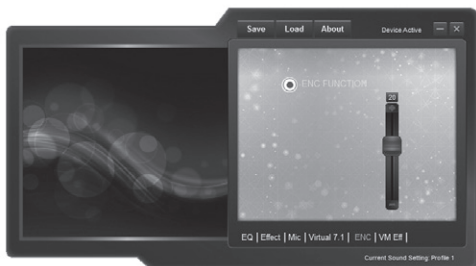 Save Load About Device Active
ENC FUNCTION
20
EQ | Effect | Mic | Virtual 7.1 | ENC | VM Eff |
Current Sound Setting: Profile 1